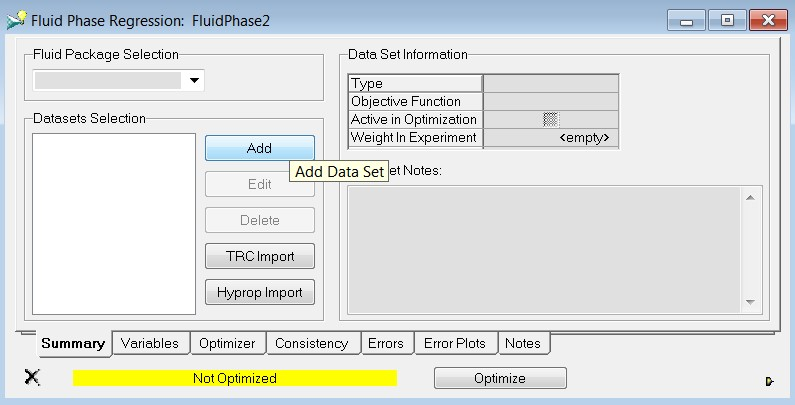 Fluid Phase Regression: FluidPhase2
Fluid Package Selection
Datasets Selection
Add
Edit
Delete
TRC Import
Hyprop Import
Add Data Set
Data Set Information
Type
Objective Function
Active in Optimization
Weight In Experiment <empty>
et Notes:
Summary Variables Optimizer Consistency Errors Error Plots Notes
Not Optimized
Optimize